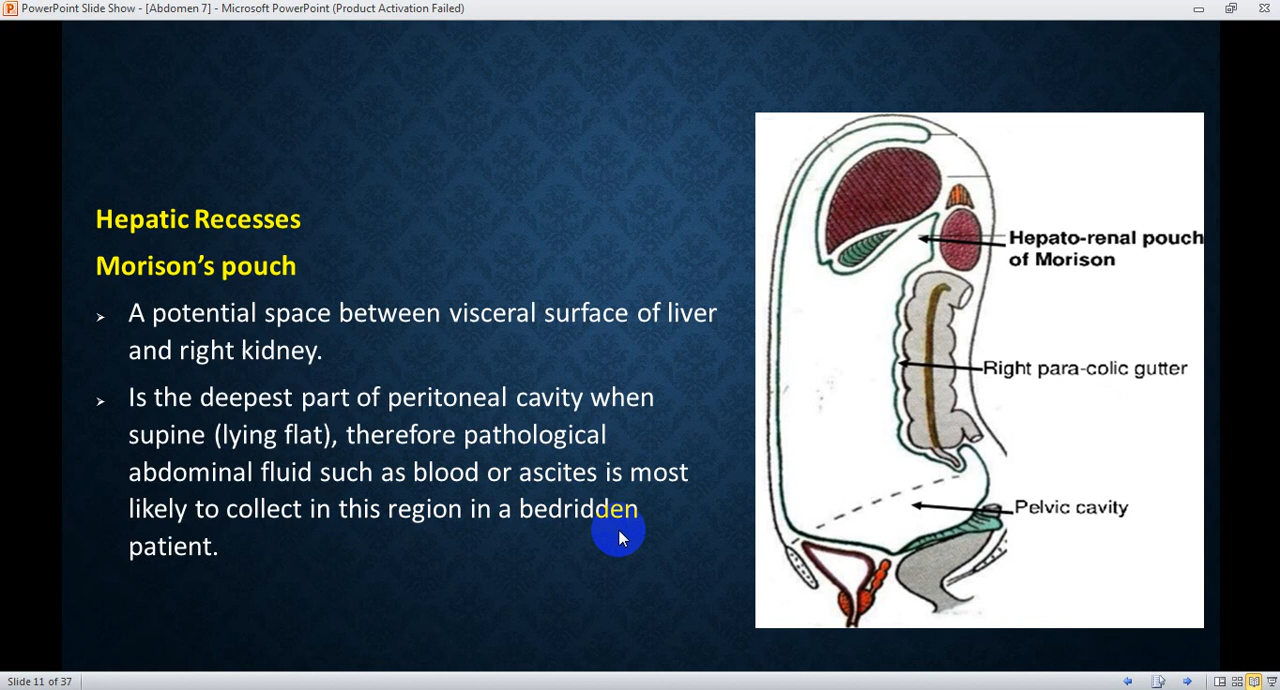 PowerPoint Slide Show - [Abdomen 7] - Microsoft PowerPoint (Product Activation Failed)
Hepatic Recesses
Morison’s pouch
A potential space between visceral surface of liver
and right kidney.
Is the deepest part of peritoneal cavity when
supine (lying flat), therefore pathological
abdominal fluid such as blood or ascites is most
likely to collect in this region in a bedridden
patient.
Hepato-renal pouch
of Morison
Right para-colic gutter
Pelvic cavity
Slide 11 of 37